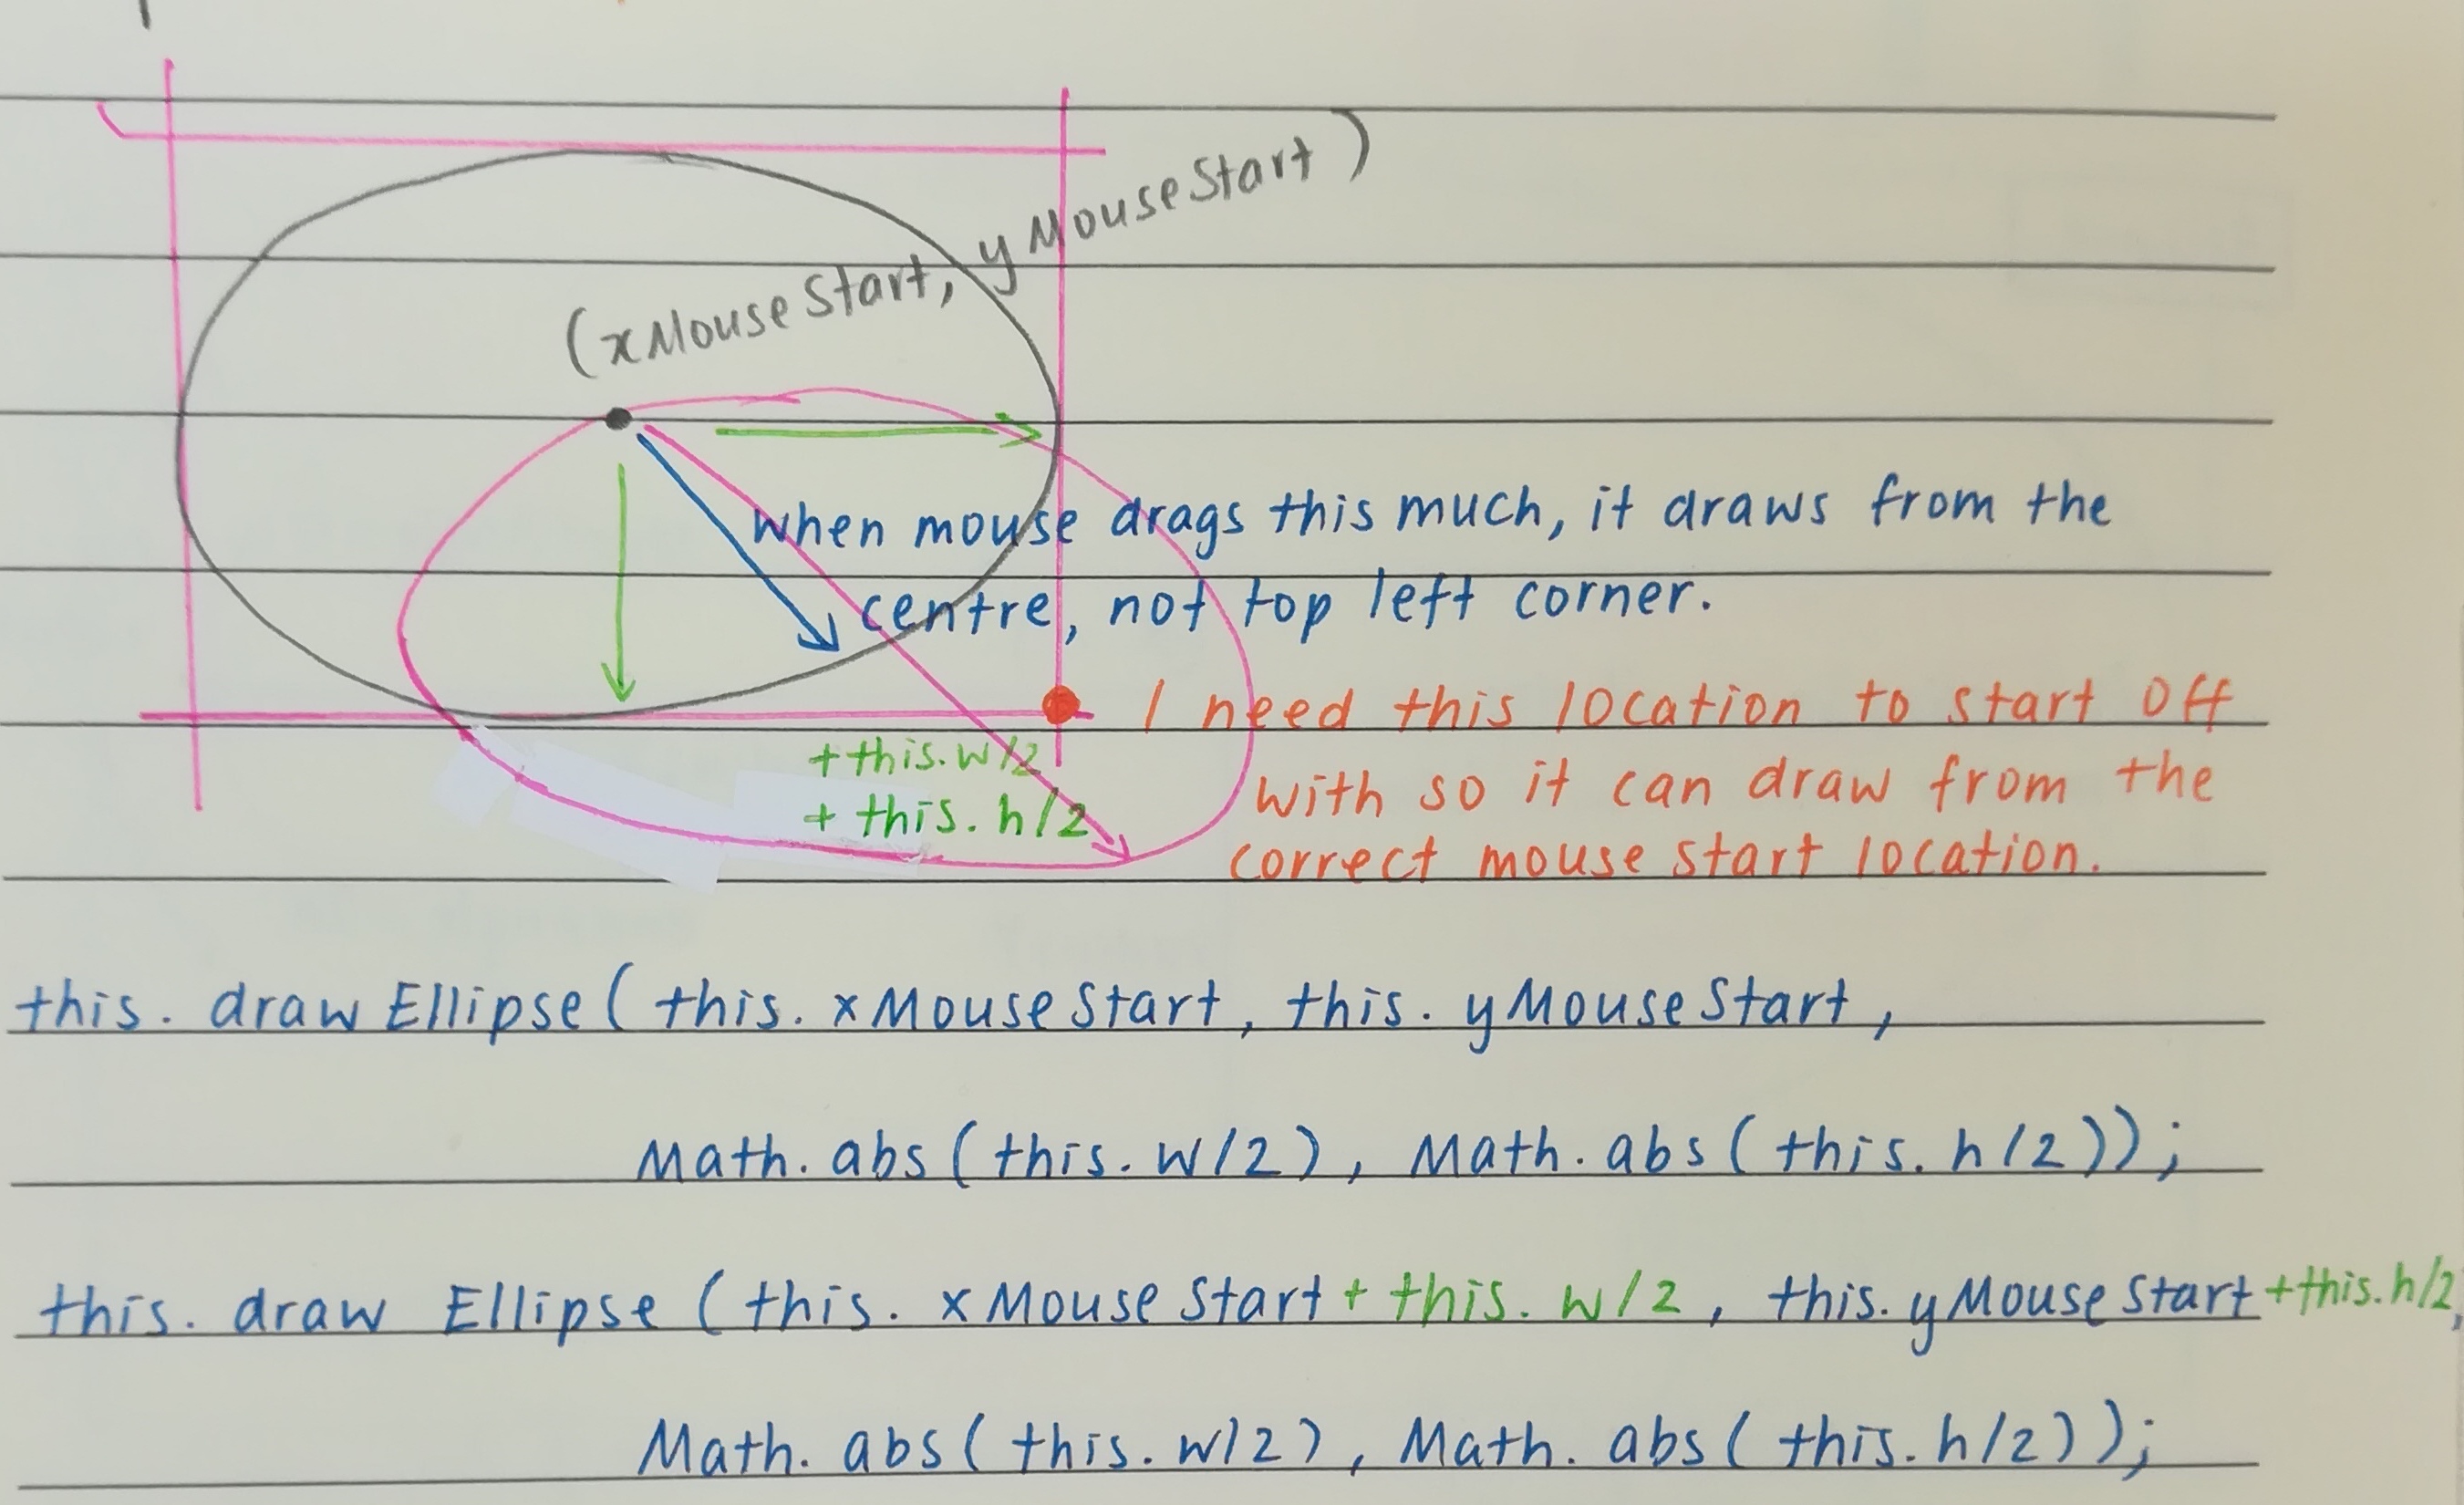 (xMouseStart, yMouseStart)
When mouse drags this much, it draws from the
centre, not top left corner.
I need this location to start off
+this.w/2
with so it can draw from the
+ this.h/2
correct mouse start location.
this. drawEllipse(this. xMouseStart, this. yMouseStart,
Math. abs(this. w/2), Math. abs(this. h/2));
this. draw Ellipse (this. xMouseStart + this. w/2, this. yMouseStart +this.h/2,
Math. abs(this. w/2), Math. abs(this. h/2));